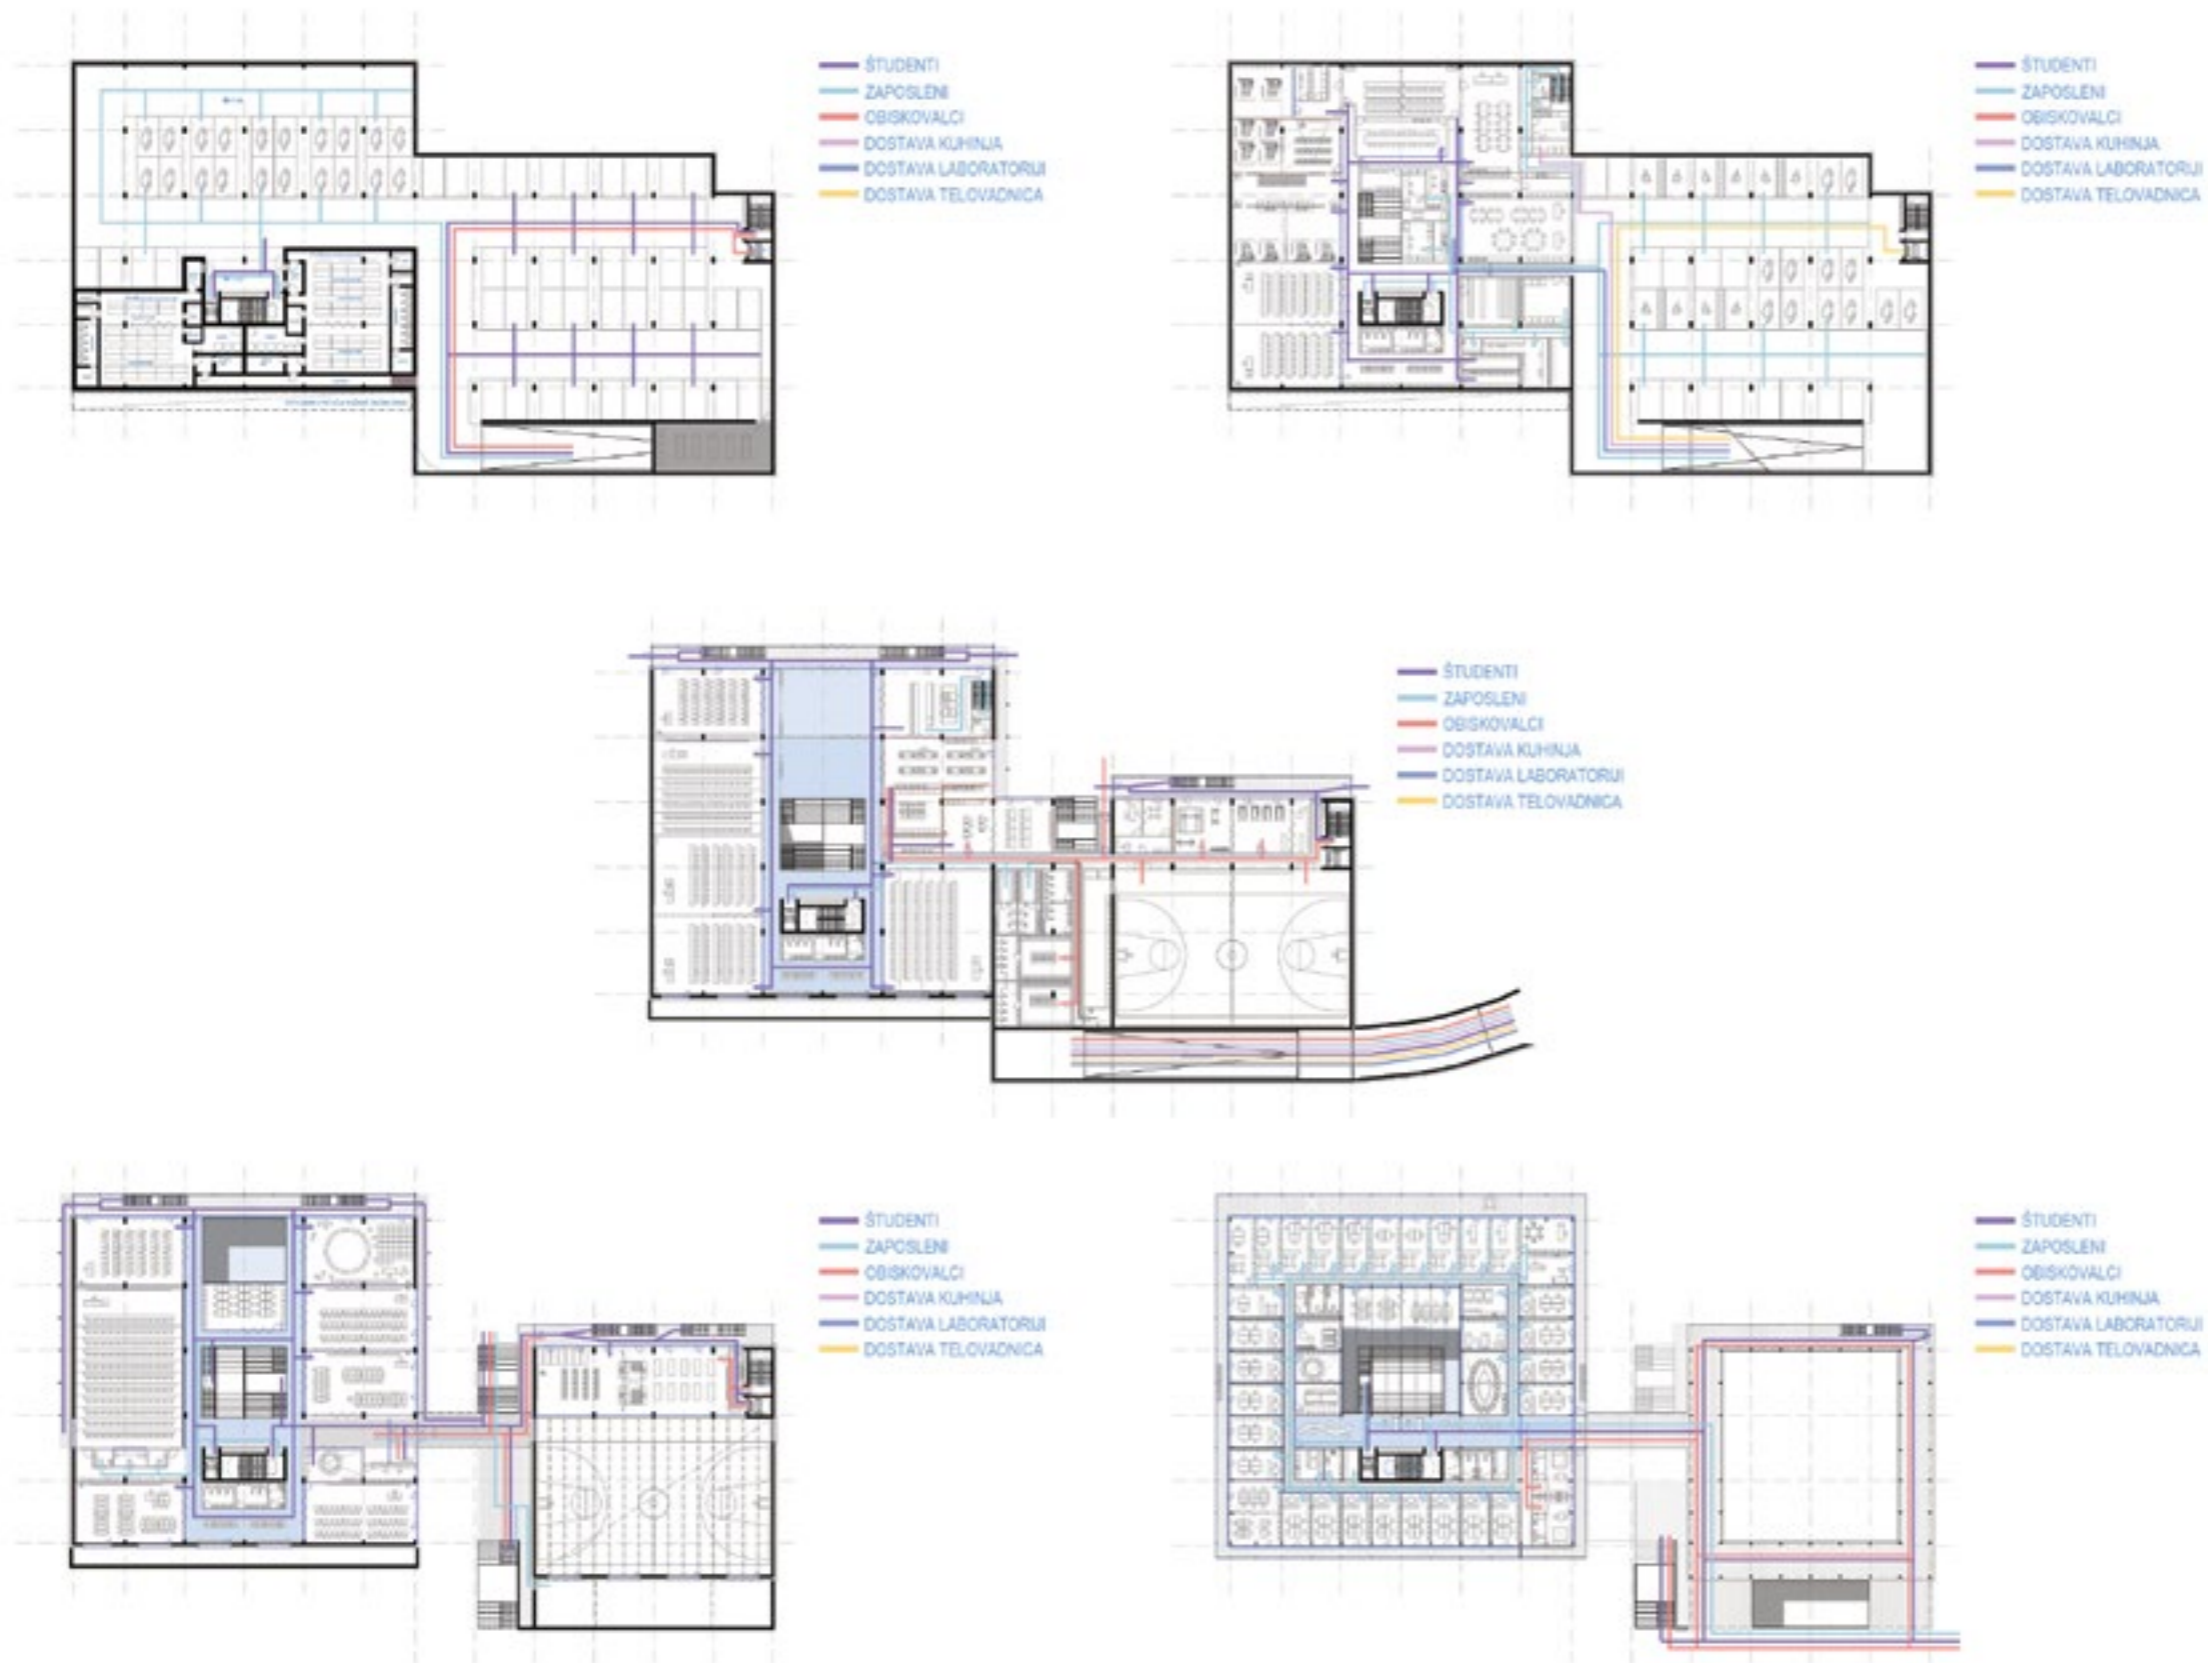 ŠTUDENTI
ZAPOSLENI
OBISKOVALCI
DOSTAVA KUHINJA
DOSTAVA LABORATORIJI
DOSTAVA TELOVADNICA
ŠTUDENTI
ZAPOSLENI
OBISKOVALCI
DOSTAVA KUHINJA
DOSTAVA LABORATORIJI
DOSTAVA TELOVADNICA
ŠTUDENTI
ZAPOSLENI
OBISKOVALCI
DOSTAVA KUHINJA
DOSTAVA LABORATORIJI
DOSTAVA TELOVADNICA
ŠTUDENTI
ZAPOSLENI
OBISKOVALCI
DOSTAVA KUHINJA
DOSTAVA LABORATORIJI
DOSTAVA TELOVADNICA
ŠTUDENTI
ZAPOSLENI
OBISKOVALCI
DOSTAVA KUHINJA
DOSTAVA LABORATORIJI
DOSTAVA TELOVADNICA